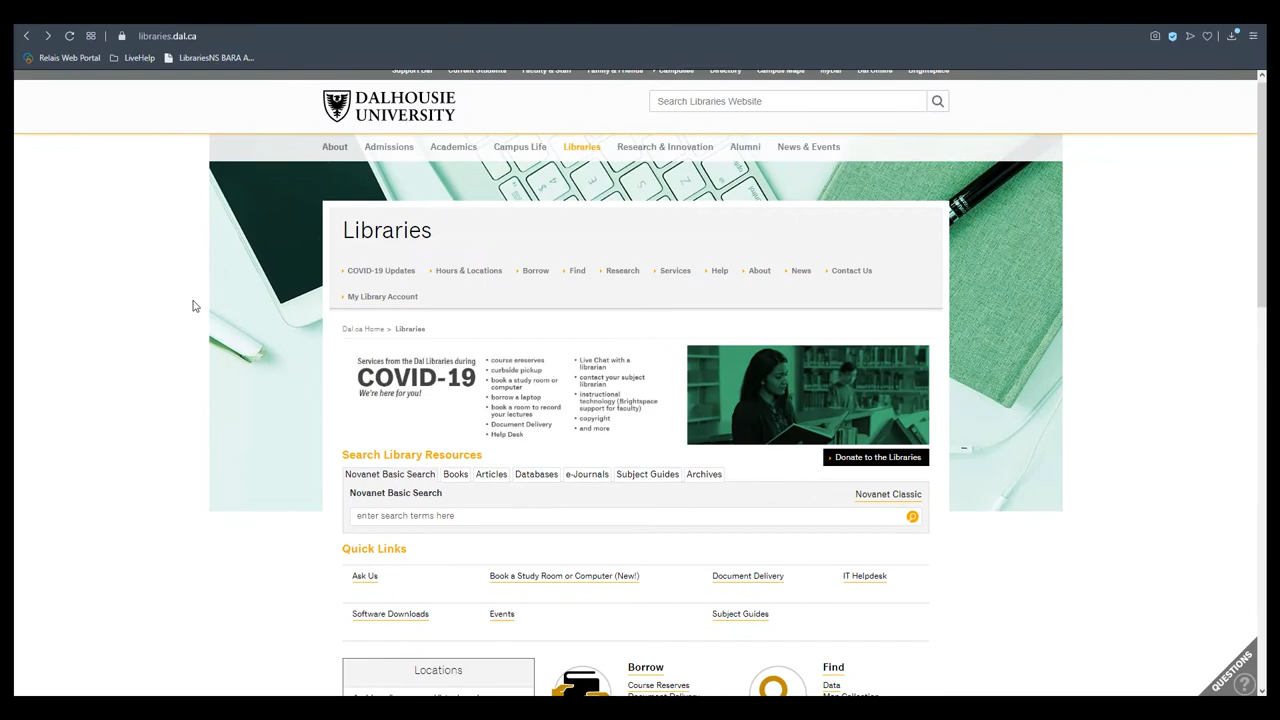 libraries.dal.ca
Relais Web Portal LiveHelp LibrariesNS BARA A...
Support Dal Current Students Faculty & Staff Family & Friends Campuses Directory Campus Maps myDal Dal Online Brightspace
DALHOUSIE
UNIVERSITY
Search Libraries Website
About Admissions Academics Campus Life Libraries Research & Innovation Alumni News & Events
Libraries
COVID-19 Updates Hours & Locations Borrow Find Research Services Help About News Contact Us
My Library Account
Dal.ca Home > Libraries
Services from the Dal Libraries during
COVID-19
We're here for you!
• course ereserves
• curbside pickup
• book a study room or
computer
• borrow a laptop
• book a room to record
your lectures
• Document Delivery
• Help Desk
• Live Chat with a
librarian
• contact your subject
librarian
• instructional
technology (Brightspace
support for faculty)
• copyright
• and more
Search Library Resources
Donate to the Libraries
Novanet Basic Search Books Articles Databases e-Journals Subject Guides Archives
Novanet Basic Search
Novanet Classic
enter search terms here
Quick Links
Ask Us Book a Study Room or Computer (New!) Document Delivery IT Helpdesk
Software Downloads Events Subject Guides
Locations
Borrow
Course Reserves
Document Delivery
Find
Data
Map Collection
QUESTIONS ?